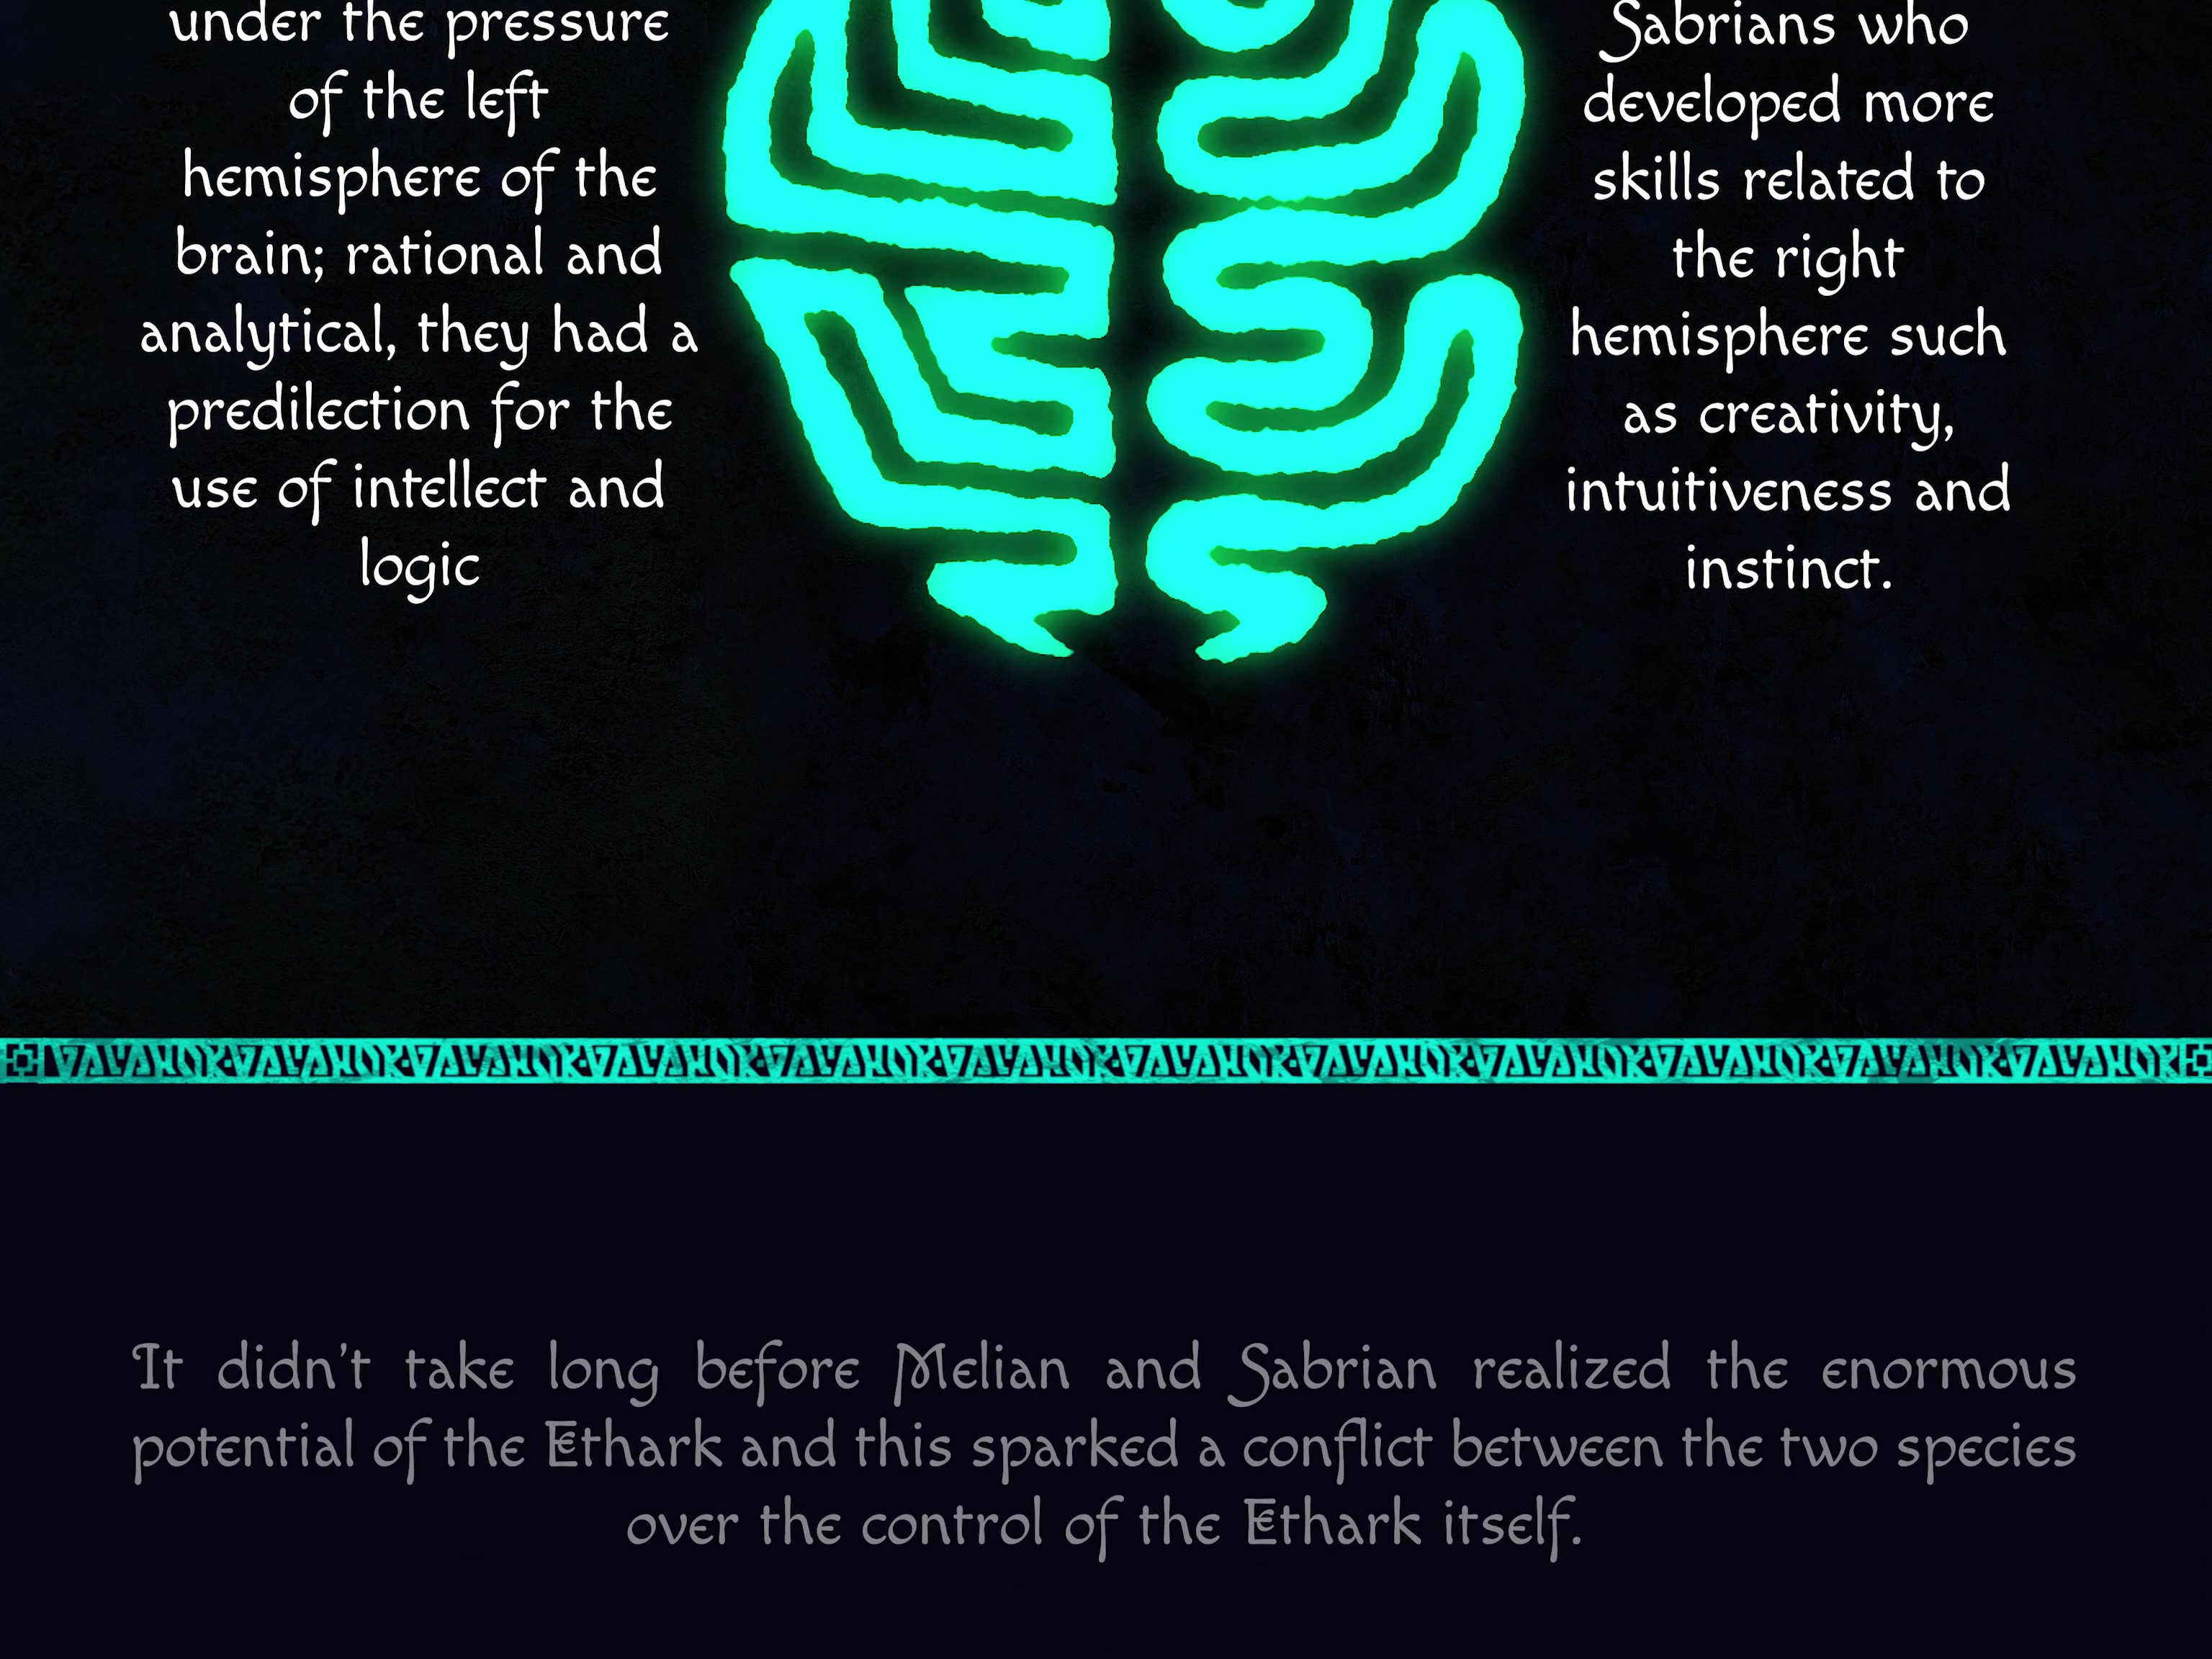 under the pressure
of the left
hemisphere of the
brain; rational and
analytical, they had a
predilection for the
use of intellect and
logic
Sabrians who
developed more
skills related to
the right
hemisphere such
as creativity,
intuitiveness and
instinct.
It didn't take long before Melian and Sabrian realized the enormous
potential of the Ethark and this sparked a conflict between the two species
over the control of the Ethark itself.